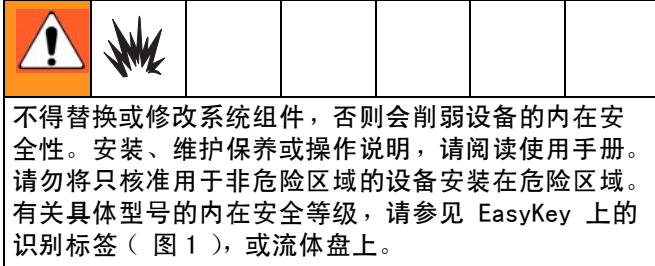 不得替换或修改系统组件，否则会削弱设备的内在安
全性。安装、维护保养或操作说明，请阅读使用手册。
请勿将只核准用于非危险区域的设备安装在危险区域。
有关具体型号的内在安全等级，请参见 EasyKey 上的
识别标签（ 图 1 ），或流体盘上。